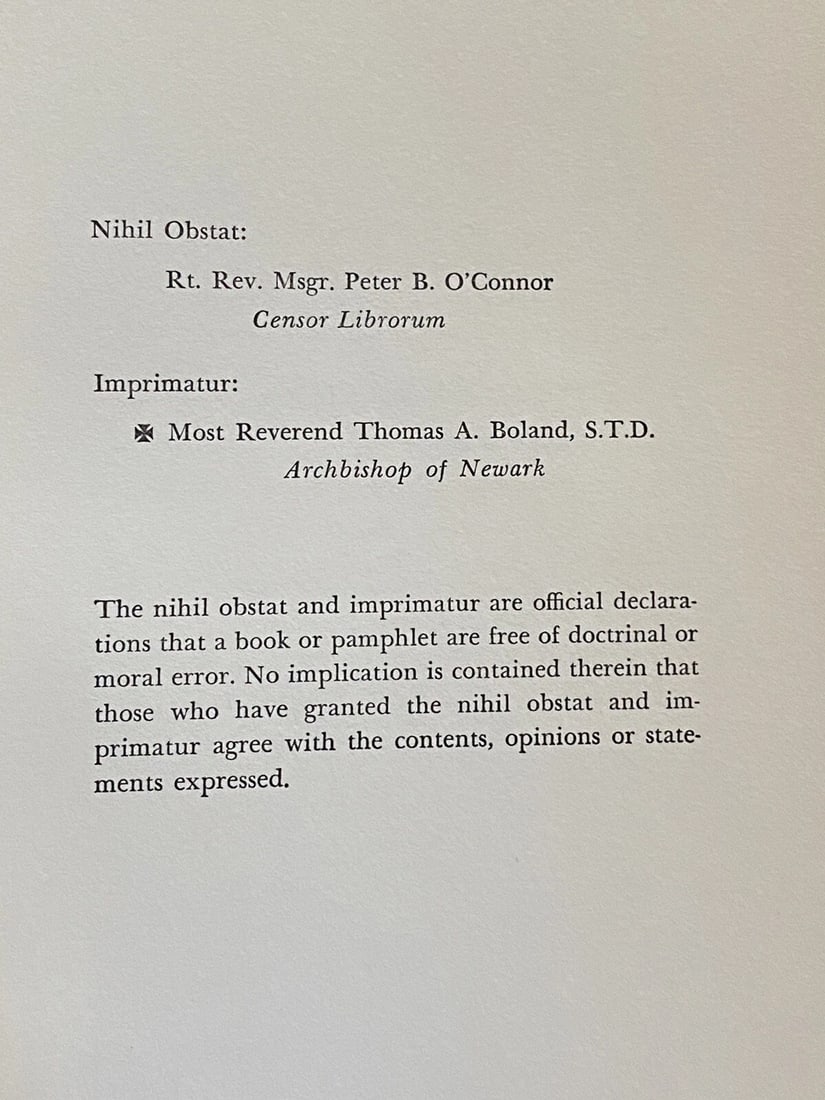 Nihil Obstat:
Rt. Rev. Msgr. Peter B. O’Connor
Censor Librorum
Imprimatur:
✠ Most Reverend Thomas A. Boland, S.T.D.
Archbishop of Newark
The nihil obstat and imprimatur are official declara-
tions that a book or pamphlet are free of doctrinal or
moral error. No implication is contained therein that
those who have granted the nihil obstat and im-
primatur agree with the contents, opinions or state-
ments expressed.